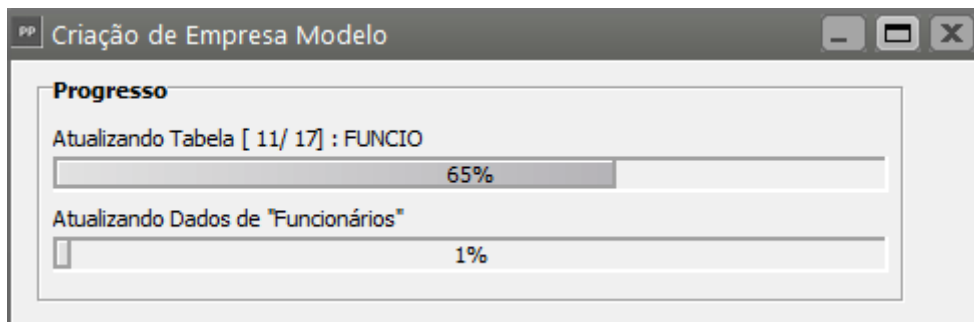 PP Criação de Empresa Modelo
Progresso
Atualizando Tabela [ 11/ 17] : FUNCIO
65%
Atualizando Dados de "Funcionários"
1%